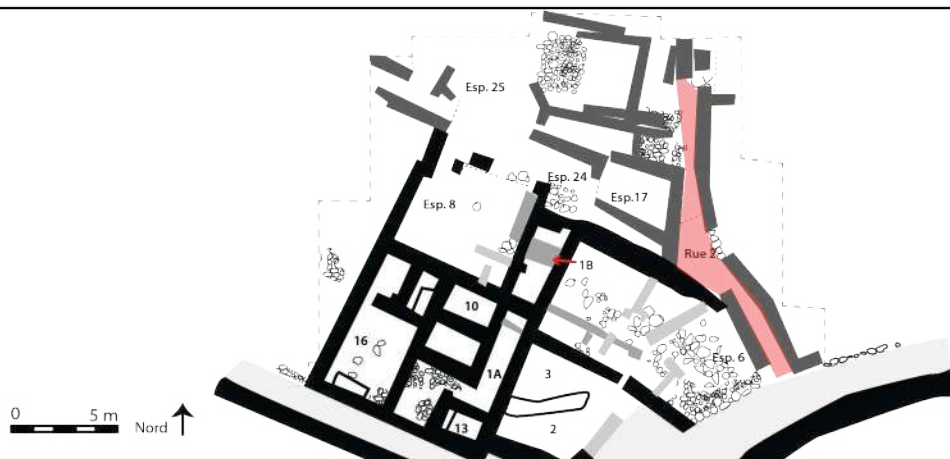 Esp. 25
Esp. 24
Esp.17
Esp. 8
Rue 2
1B
10
16
Esp. 6
1A
3
2
13
0 5 m
Nord